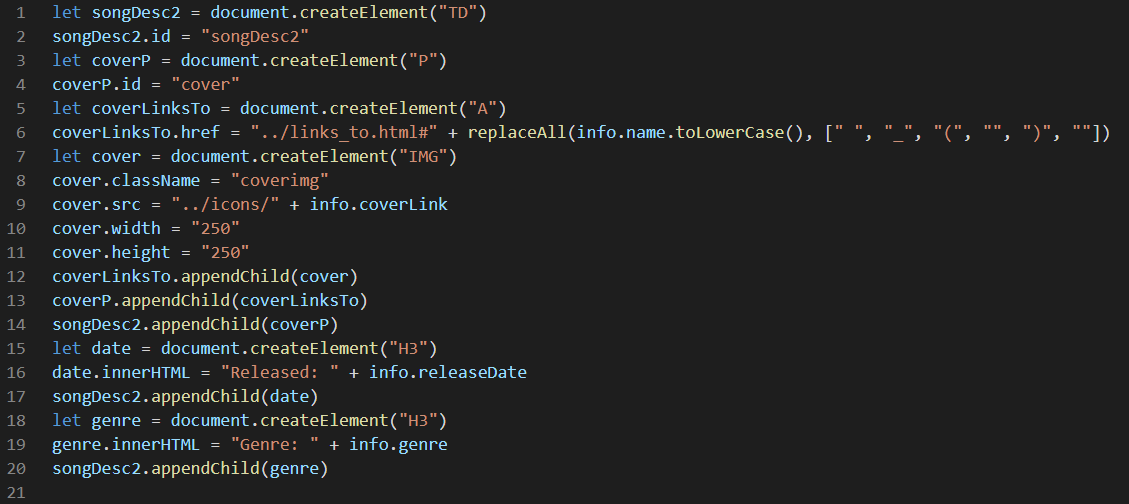 1 let songDesc2 = document.createElement("TD")
2 songDesc2.id = "songDesc2"
3 let coverP = document.createElement("P")
4 coverP.id = "cover"
5 let coverLinksTo = document.createElement("A")
6 coverLinksTo.href = "../links_to.html#" + replaceAll(info.name.toLowerCase(), [" ", "_", "(", "", ")", ""])
7 let cover = document.createElement("IMG")
8 cover.className = "coverimg"
9 cover.src = "../icons/" + info.coverLink
10 cover.width = "250"
11 cover.height = "250"
12 coverLinksTo.appendChild(cover)
13 coverP.appendChild(coverLinksTo)
14 songDesc2.appendChild(coverP)
15 let date = document.createElement("H3")
16 date.innerHTML = "Released: " + info.releaseDate
17 songDesc2.appendChild(date)
18 let genre = document.createElement("H3")
19 genre.innerHTML = "Genre: " + info.genre
20 songDesc2.appendChild(genre)
21